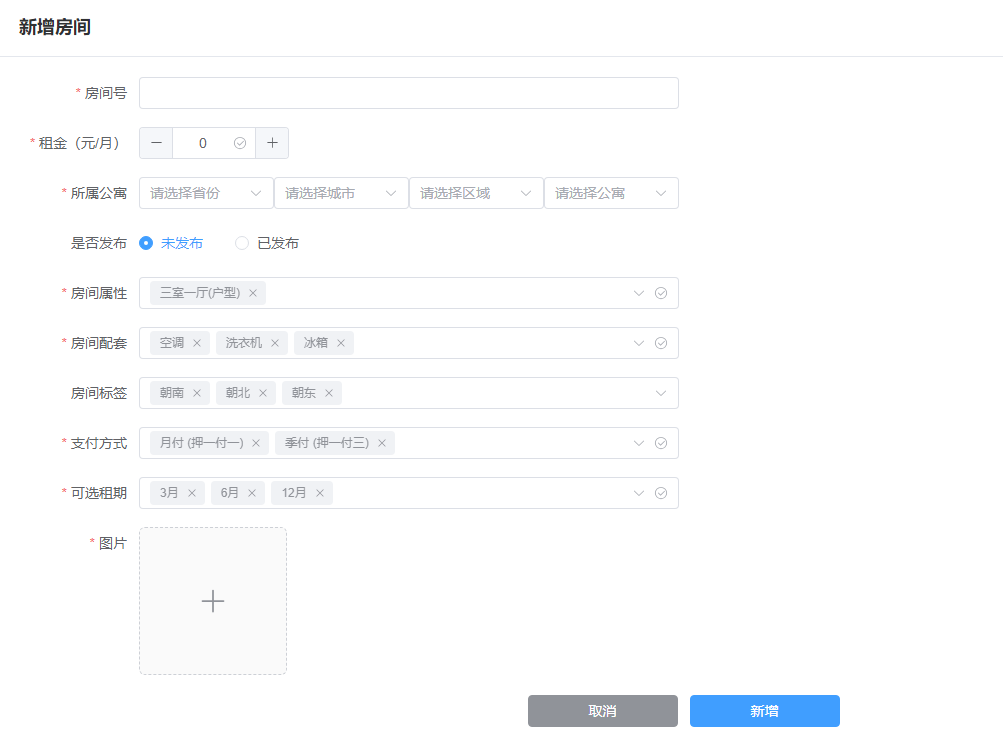 新增房间
* 房间号
* 租金（元/月） 0
* 所属公寓 请选择省份 请选择城市 请选择区域 请选择公寓
是否发布 未发布 已发布
* 房间属性 三室一厅(户型)
* 房间配套 空调 洗衣机 冰箱
房间标签 朝南 朝北 朝东
* 支付方式 月付 (押一付一) 季付 (押一付三)
* 可选租期 3月 6月 12月
* 图片
取消 新增